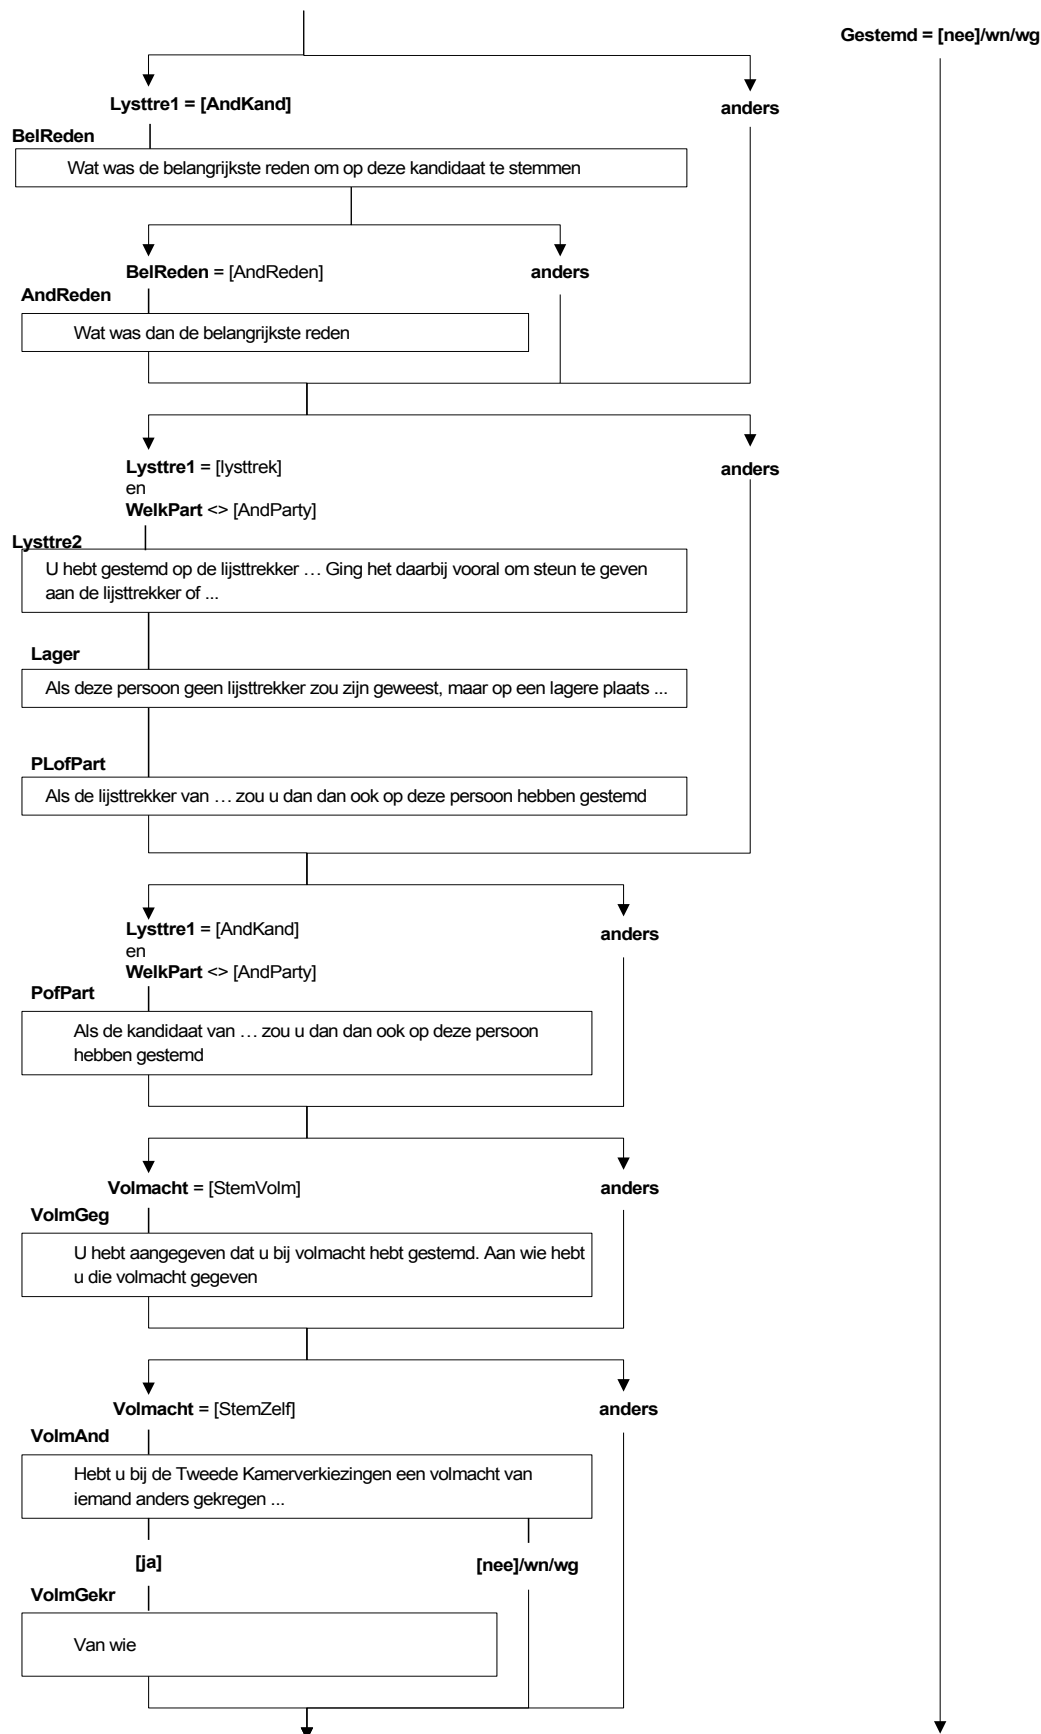 Gestemd = [nee]/wn/wg
Lysttre1 = [AndKand]
anders
BelReden
Wat was de belangrijkste reden om op deze kandidaat te stemmen
BelReden = [AndReden]
anders
AndReden
Wat was dan de belangrijkste reden
Lysttre1 = [lysttrek]
en
WelkPart <> [AndParty]
anders
Lysttre2
U hebt gestemd op de lijsttrekker … Ging het daarbij vooral om steun te geven
aan de lijsttrekker of ...
Lager
Als deze persoon geen lijsttrekker zou zijn geweest, maar op een lagere plaats ...
PLofPart
Als de lijsttrekker van … zou u dan dan ook op deze persoon hebben gestemd
Lysttre1 = [AndKand]
en
WelkPart <> [AndParty]
anders
PofPart
Als de kandidaat van … zou u dan dan ook op deze persoon
hebben gestemd
Volmacht = [StemVolm]
anders
VolmGeg
U hebt aangegeven dat u bij volmacht hebt gestemd. Aan wie hebt
u die volmacht gegeven
Volmacht = [StemZelf]
anders
VolmAnd
Hebt u bij de Tweede Kamerverkiezingen een volmacht van
iemand anders gekregen ...
[ja]
[nee]/wn/wg
VolmGekr
Van wie